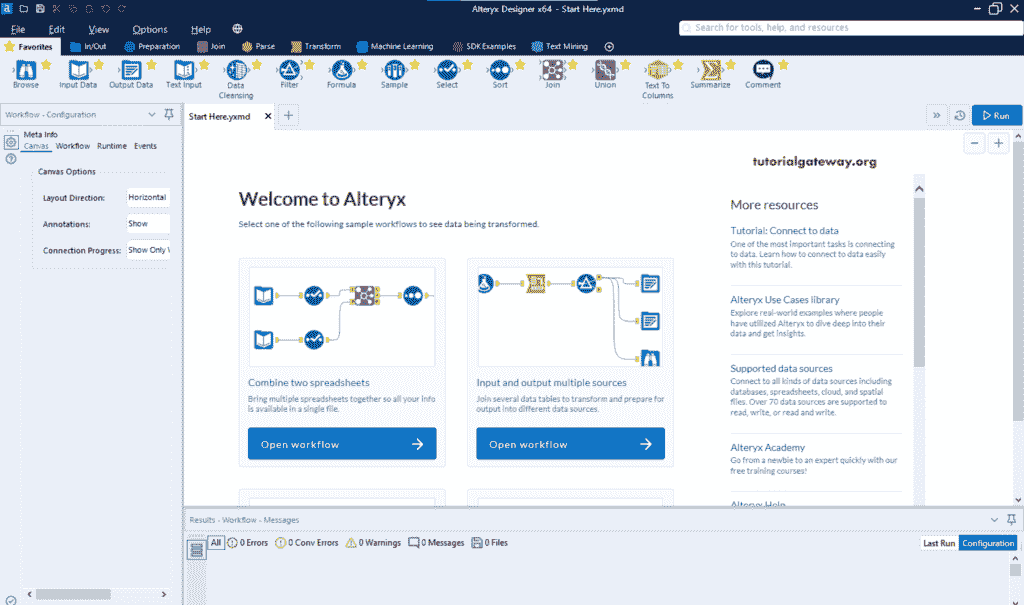 Alteryx Designer x64 - Start Here.yxmd
File Edit View Options Help
Search for tools, help, and resources
Favorites In/Out Preparation Join Parse Transform Machine Learning SDK Examples Text Mining
Browse Input Data Output Data Text Input Data Cleansing Filter Formula Sample Select Sort Join Union Text To Columns Summarize Comment
Workflow - Configuration
Start Here.yxmd
Run
Meta Info
Canvas Workflow Runtime Events
Canvas Options
Layout Direction: Horizontal
Annotations: Show
Connection Progress: Show Only
tutorialgateway.org
Welcome to Alteryx
Select one of the following sample workflows to see data being transformed.
Combine two spreadsheets
Bring multiple spreadsheets together so all your info
is available in a single file.
Open workflow
Input and output multiple sources
Join several data tables to transform and prepare for
output into different data sources.
Open workflow
More resources
Tutorial: Connect to data
One of the most important tasks is connecting
to data. Learn how to connect to data easily
with this tutorial.
Alteryx Use Cases library
Explore real-world examples where people
have utilized Alteryx to dive deep into their
data and get insights.
Supported data sources
Connect to all kinds of data sources including
databases, spreadsheets, cloud, and spatial
files. Over 70 data sources are supported to
read, write, or read and write.
Alteryx Academy
Go from a newbie to an expert quickly with our
free training courses!
Alteryx Help
Results - Workflow - Messages
All 0 Errors 0 Conv Errors 0 Warnings 0 Messages 0 Files
Last Run Configuration